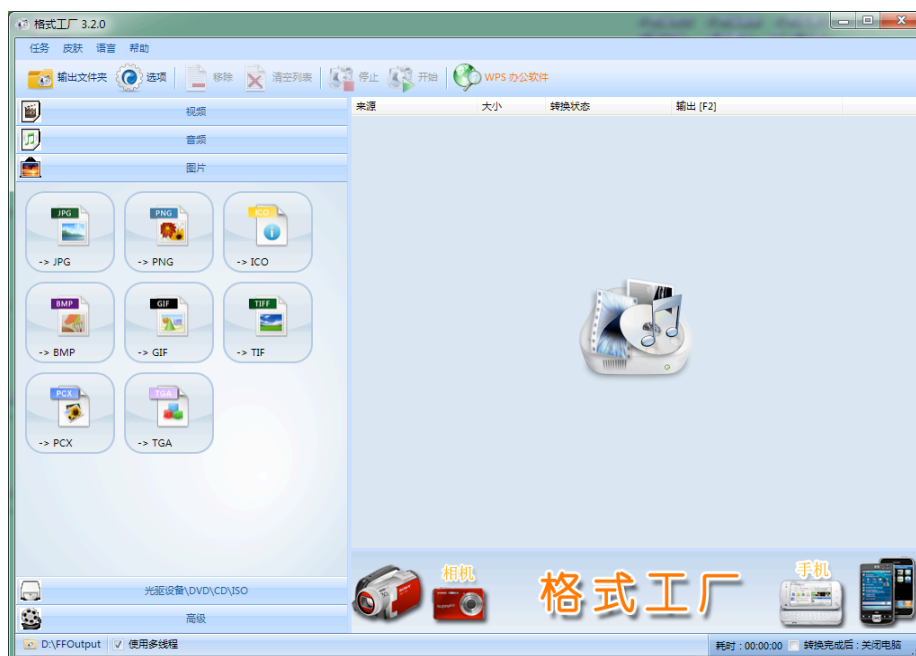 格式工厂 3.2.0
任务 皮肤 语言 帮助
输出文件夹 选项 移除 清空列表 停止 开始 WPS 办公软件
视频
来源 大小 转换状态 输出 [F2]
音频
图片
JPG PNG ICO
-> JPG -> PNG -> ICO
BMP GIF TIFF
-> BMP -> GIF -> TIF
PCX TGA
-> PCX -> TGA
光驱设备\DVD\CD\ISO
高级
相机 格式工厂 手机
D:\FFOutput 使用多线程 耗时 : 00:00:00 转换完成后 : 关闭电脑